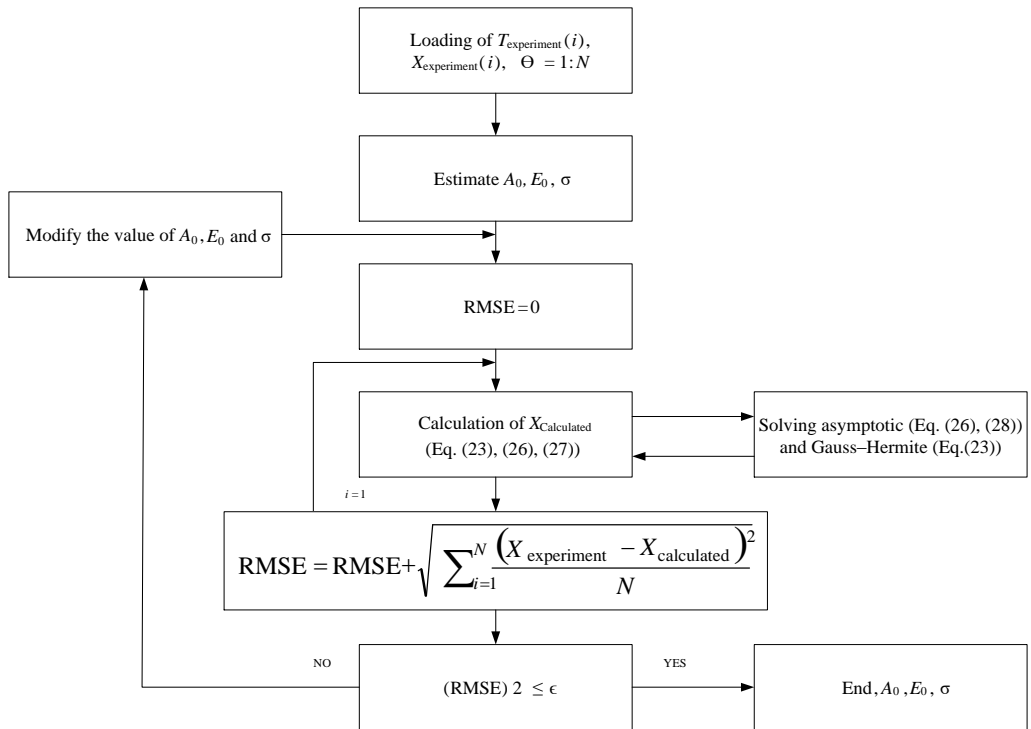 Loading of T_experiment(i),
X_experiment(i), Θ = 1:N
Estimate A_0, E_0, σ
Modify the value of A_0, E_0 and σ
RMSE=0
Calculation of X_Calculated
(Eq. (23), (26), (27))
Solving asymptotic (Eq. (26), (28))
and Gauss–Hermite (Eq.(23))
i=1
RMSE = RMSE+√(∑_{i=1}^{N} (X_experiment − X_calculated)^2 / N)
NO
YES
(RMSE) 2 ≤ ϵ
End, A_0, E_0, σ